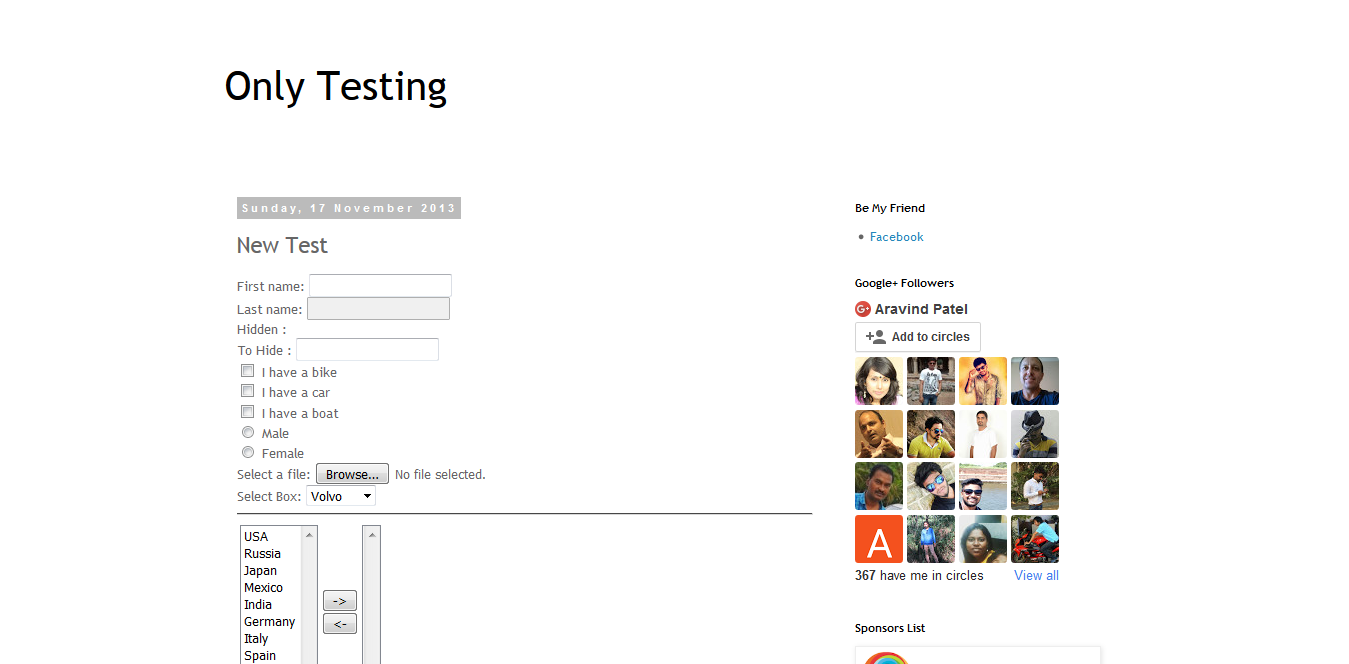 Only Testing
Sunday, 17 November 2013
New Test
First name:
Last name:
Hidden :
To Hide :
I have a bike
I have a car
I have a boat
Male
Female
Select a file: Browse... No file selected.
Select Box: Volvo
USA
Russia
Japan
Mexico
India
Germany
Italy
Spain
->
<-
Be My Friend
Facebook
Google+ Followers
G+ Aravind Patel
Add to circles
A
367 have me in circles View all
Sponsors List